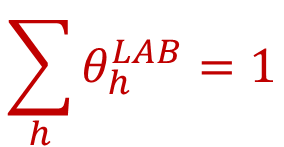 ∑_h θ_h^{LAB} = 1